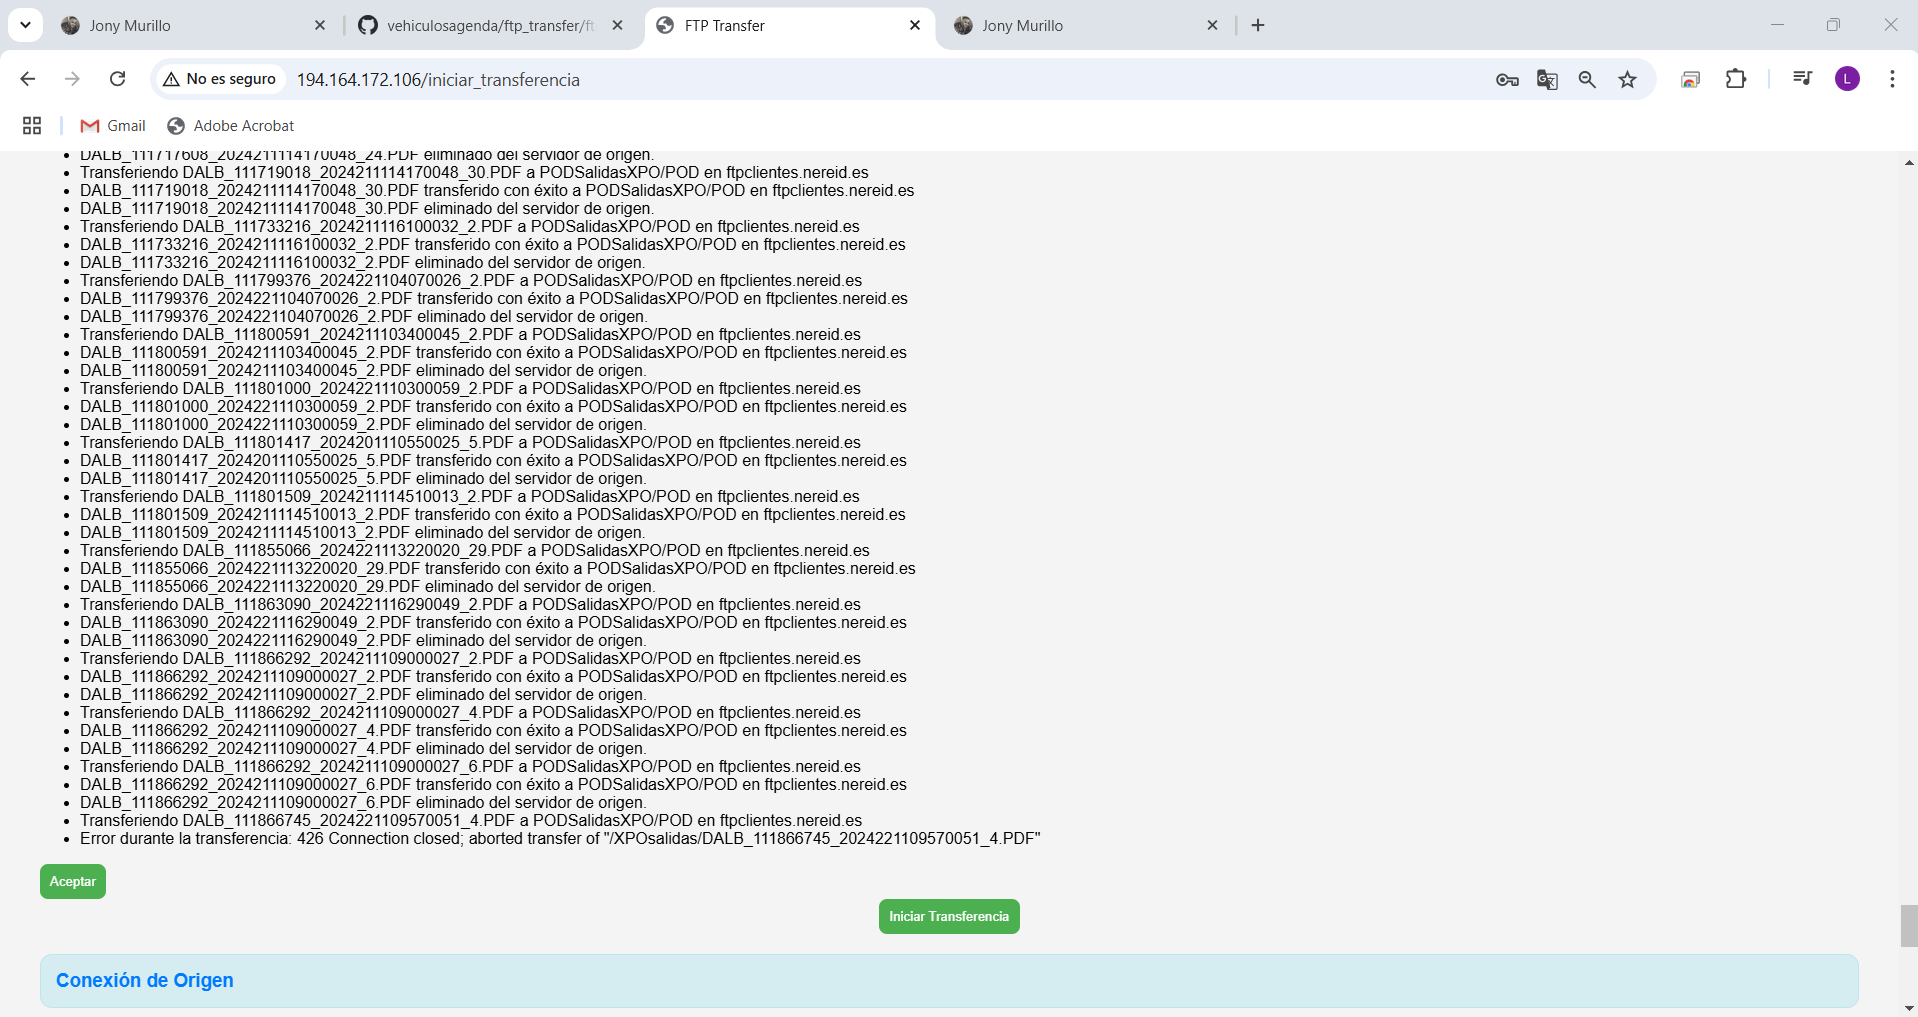 Jony Murillo
vehiculosagenda/ftp_transfer/ft
FTP Transfer
Jony Murillo
No es seguro
194.164.172.106/iniciar_transferencia
L
Gmail
Adobe Acrobat
DALB_111717608_2024211114170048_24.PDF eliminado del servidor de origen.
Transferiendo DALB_111719018_2024211114170048_30.PDF a PODSalidasXPO/POD en ftpclientes.nereid.es
DALB_111719018_2024211114170048_30.PDF transferido con éxito a PODSalidasXPO/POD en ftpclientes.nereid.es
DALB_111719018_2024211114170048_30.PDF eliminado del servidor de origen.
Transferiendo DALB_111733216_2024211116100032_2.PDF a PODSalidasXPO/POD en ftpclientes.nereid.es
DALB_111733216_2024211116100032_2.PDF transferido con éxito a PODSalidasXPO/POD en ftpclientes.nereid.es
DALB_111733216_2024211116100032_2.PDF eliminado del servidor de origen.
Transferiendo DALB_111799376_2024221104070026_2.PDF a PODSalidasXPO/POD en ftpclientes.nereid.es
DALB_111799376_2024221104070026_2.PDF transferido con éxito a PODSalidasXPO/POD en ftpclientes.nereid.es
DALB_111799376_2024221104070026_2.PDF eliminado del servidor de origen.
Transferiendo DALB_111800591_2024211103400045_2.PDF a PODSalidasXPO/POD en ftpclientes.nereid.es
DALB_111800591_2024211103400045_2.PDF transferido con éxito a PODSalidasXPO/POD en ftpclientes.nereid.es
DALB_111800591_2024211103400045_2.PDF eliminado del servidor de origen.
Transferiendo DALB_111801000_2024221110300059_2.PDF a PODSalidasXPO/POD en ftpclientes.nereid.es
DALB_111801000_2024221110300059_2.PDF transferido con éxito a PODSalidasXPO/POD en ftpclientes.nereid.es
DALB_111801000_2024221110300059_2.PDF eliminado del servidor de origen.
Transferiendo DALB_111801417_2024201110550025_5.PDF a PODSalidasXPO/POD en ftpclientes.nereid.es
DALB_111801417_2024201110550025_5.PDF transferido con éxito a PODSalidasXPO/POD en ftpclientes.nereid.es
DALB_111801417_2024201110550025_5.PDF eliminado del servidor de origen.
Transferiendo DALB_111801509_2024211114510013_2.PDF a PODSalidasXPO/POD en ftpclientes.nereid.es
DALB_111801509_2024211114510013_2.PDF transferido con éxito a PODSalidasXPO/POD en ftpclientes.nereid.es
DALB_111801509_2024211114510013_2.PDF eliminado del servidor de origen.
Transferiendo DALB_111855066_2024221113220020_29.PDF a PODSalidasXPO/POD en ftpclientes.nereid.es
DALB_111855066_2024221113220020_29.PDF transferido con éxito a PODSalidasXPO/POD en ftpclientes.nereid.es
DALB_111855066_2024221113220020_29.PDF eliminado del servidor de origen.
Transferiendo DALB_111863090_2024221116290049_2.PDF a PODSalidasXPO/POD en ftpclientes.nereid.es
DALB_111863090_2024221116290049_2.PDF transferido con éxito a PODSalidasXPO/POD en ftpclientes.nereid.es
DALB_111863090_2024221116290049_2.PDF eliminado del servidor de origen.
Transferiendo DALB_111866292_2024211109000027_2.PDF a PODSalidasXPO/POD en ftpclientes.nereid.es
DALB_111866292_2024211109000027_2.PDF transferido con éxito a PODSalidasXPO/POD en ftpclientes.nereid.es
DALB_111866292_2024211109000027_2.PDF eliminado del servidor de origen.
Transferiendo DALB_111866292_2024211109000027_4.PDF a PODSalidasXPO/POD en ftpclientes.nereid.es
DALB_111866292_2024211109000027_4.PDF transferido con éxito a PODSalidasXPO/POD en ftpclientes.nereid.es
DALB_111866292_2024211109000027_4.PDF eliminado del servidor de origen.
Transferiendo DALB_111866292_2024211109000027_6.PDF a PODSalidasXPO/POD en ftpclientes.nereid.es
DALB_111866292_2024211109000027_6.PDF transferido con éxito a PODSalidasXPO/POD en ftpclientes.nereid.es
DALB_111866292_2024211109000027_6.PDF eliminado del servidor de origen.
Transferiendo DALB_111866745_2024221109570051_4.PDF a PODSalidasXPO/POD en ftpclientes.nereid.es
Error durante la transferencia: 426 Connection closed; aborted transfer of "/XPOsalidas/DALB_111866745_2024221109570051_4.PDF"
Aceptar
Iniciar Transferencia
Conexión de Origen